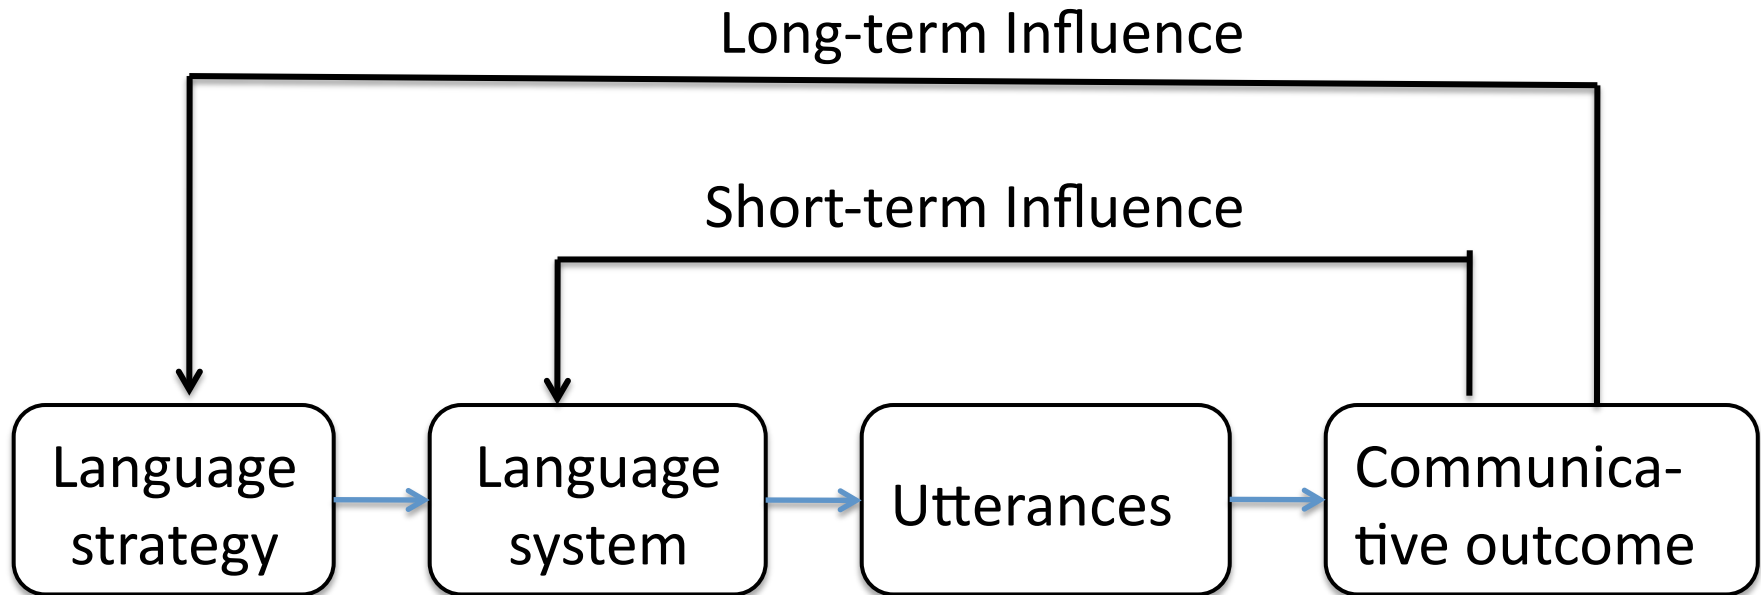 Long-term Influence
Short-term Influence
Language
strategy
Language
system
Utterances
Communica-
tive outcome